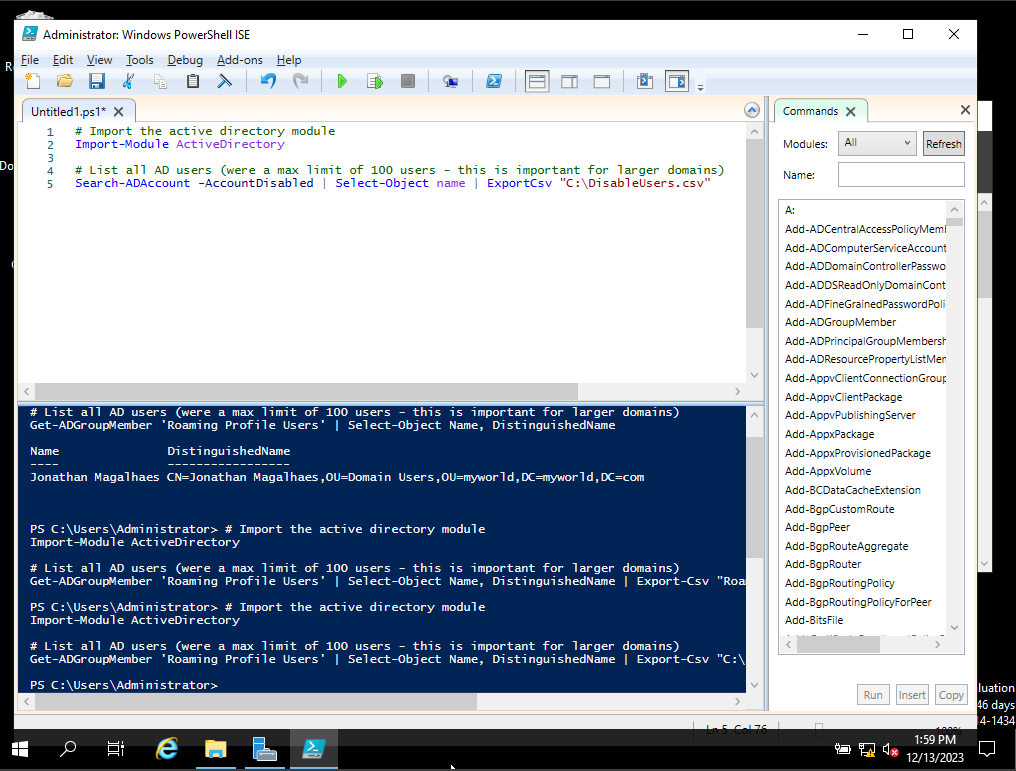 Administrator: Windows PowerShell ISE
File Edit View Tools Debug Add-ons Help
Untitled1.ps1*
1 # Import the active directory module
2 Import-Module ActiveDirectory
3
4 # List all AD users (were a max limit of 100 users - this is important for larger domains)
5 Search-ADAccount -AccountDisabled | Select-Object name | ExportCsv "C:\DisableUsers.csv"
# List all AD users (were a max limit of 100 users - this is important for larger domains)
Get-ADGroupMember 'Roaming Profile Users' | Select-Object Name, DistinguishedName
Name DistinguishedName
---- -----------------
Jonathan Magalhaes CN=Jonathan Magalhaes,OU=Domain Users,OU=myworld,DC=myworld,DC=com
PS C:\Users\Administrator> # Import the active directory module
Import-Module ActiveDirectory
# List all AD users (were a max limit of 100 users - this is important for larger domains)
Get-ADGroupMember 'Roaming Profile Users' | Select-Object Name, DistinguishedName | Export-Csv "Roa
PS C:\Users\Administrator> # Import the active directory module
Import-Module ActiveDirectory
# List all AD users (were a max limit of 100 users - this is important for larger domains)
Get-ADGroupMember 'Roaming Profile Users' | Select-Object Name, DistinguishedName | Export-Csv "C:\
PS C:\Users\Administrator>
Commands
Modules: All Refresh
Name:
A:
Add-ADCentralAccessPolicyMem
Add-ADComputerServiceAccount
Add-ADDomainControllerPasswo
Add-ADDSReadOnlyDomainCont
Add-ADFineGrainedPasswordPoli
Add-ADGroupMember
Add-ADPrincipalGroupMembersh
Add-ADResourcePropertyListMem
Add-AppvClientConnectionGroup
Add-AppvClientPackage
Add-AppvPublishingServer
Add-AppxPackage
Add-AppxProvisionedPackage
Add-AppxVolume
Add-BCDataCacheExtension
Add-BgpCustomRoute
Add-BgpPeer
Add-BgpRouteAggregate
Add-BgpRouter
Add-BgpRoutingPolicy
Add-BgpRoutingPolicyForPeer
Add-BitsFile
Run Insert Copy
Ln 5 Col 76
luation
46 days
14-1434
Do
1:59 PM
12/13/2023